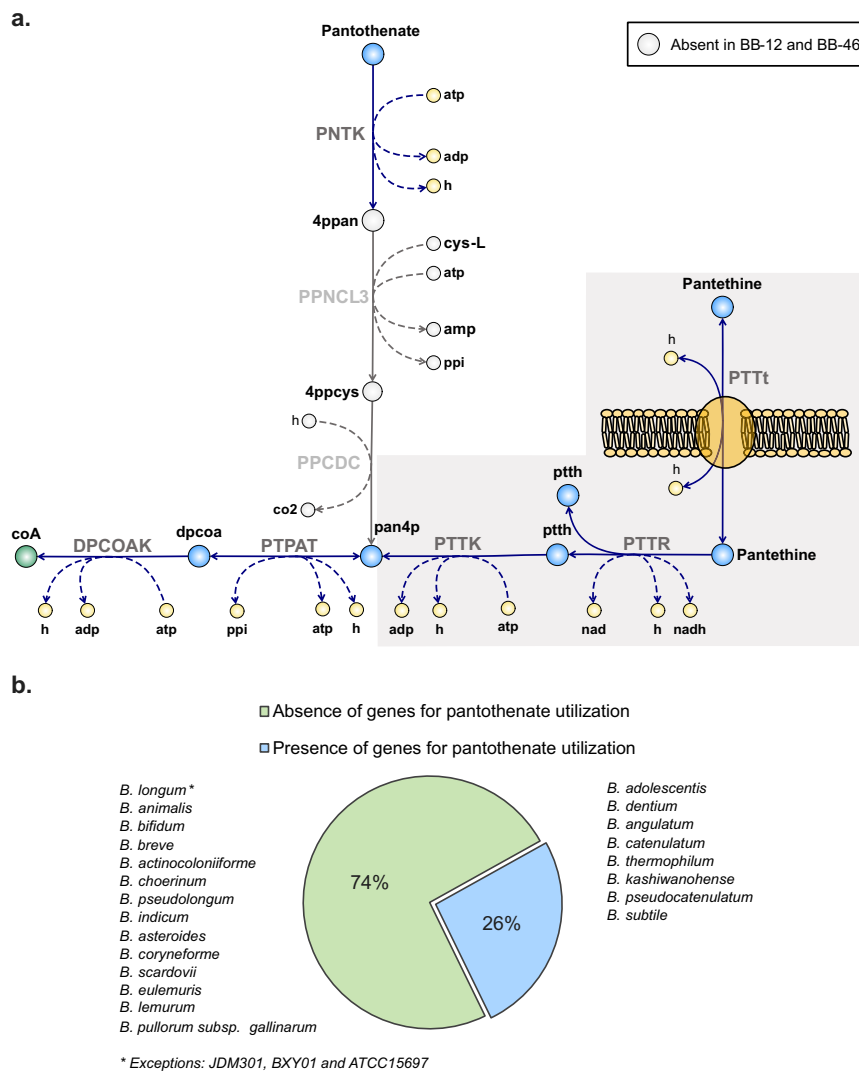 a.
Pantothenate
Absent in BB-12 and BB-46
atp
PNTK
adp
h
4ppan
cys-L
atp
PPNCL3
amp
ppi
4ppcys
h
PPCDC
co2
Pantethine
h
PTTt
h
ptth
coA
DPCOAK
dpcoa
PTPAT
pan4p
PTTK
ptth
PTTR
Pantethine
h
adp
atp
ppi
atp
h
adp
h
atp
nad
h
nadh
b.
Absence of genes for pantothenate utilization
Presence of genes for pantothenate utilization
B. longum*
B. animalis
B. bifidum
B. breve
B. actinocoloniiforme
B. choerinum
B. pseudolongum
B. indicum
B. asteroides
B. coryneforme
B. scardovii
B. eulemuris
B. lemurum
B. pullorum subsp. gallinarum
74%
26%
B. adolescentis
B. dentium
B. angulatum
B. catenulatum
B. thermophilum
B. kashiwanohense
B. pseudocatenulatum
B. subtile
* Exceptions: JDM301, BXY01 and ATCC15697